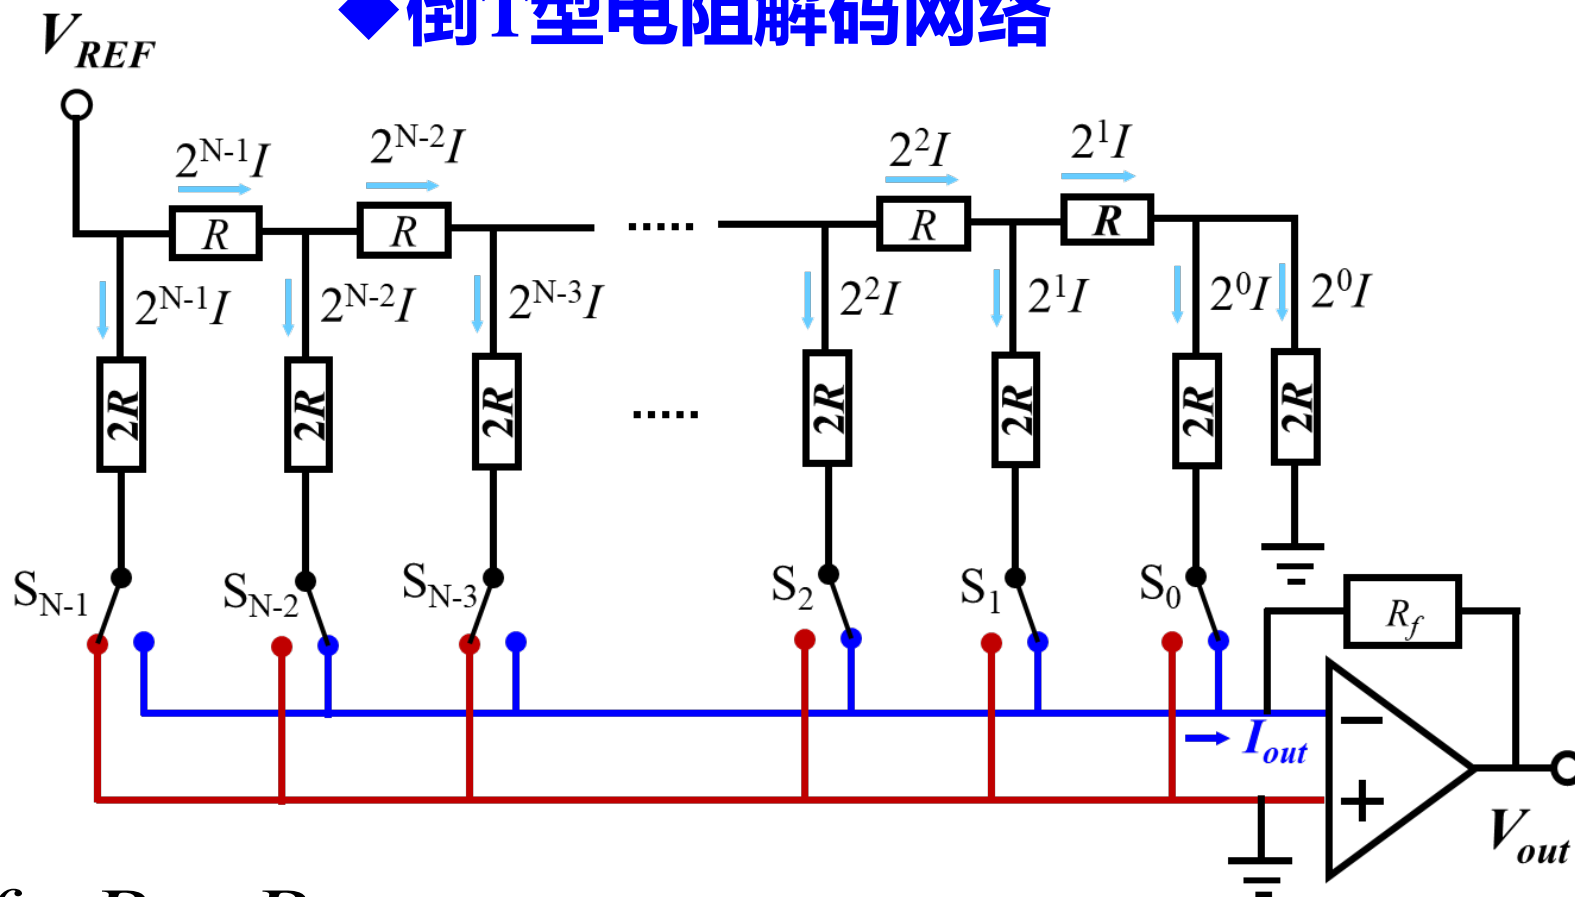 ◆倒T型电阻解码网络
V_REF
2^{N-1}I 2^{N-2}I 2^2I 2^1I
R R ..... R R
2^{N-1}I 2^{N-2}I 2^{N-3}I 2^2I 2^1I 2^0I 2^0I
2R 2R 2R ..... 2R 2R 2R 2R
S_{N-1} S_{N-2} S_{N-3} S_2 S_1 S_0
R_f
I_out
−
+
V_out